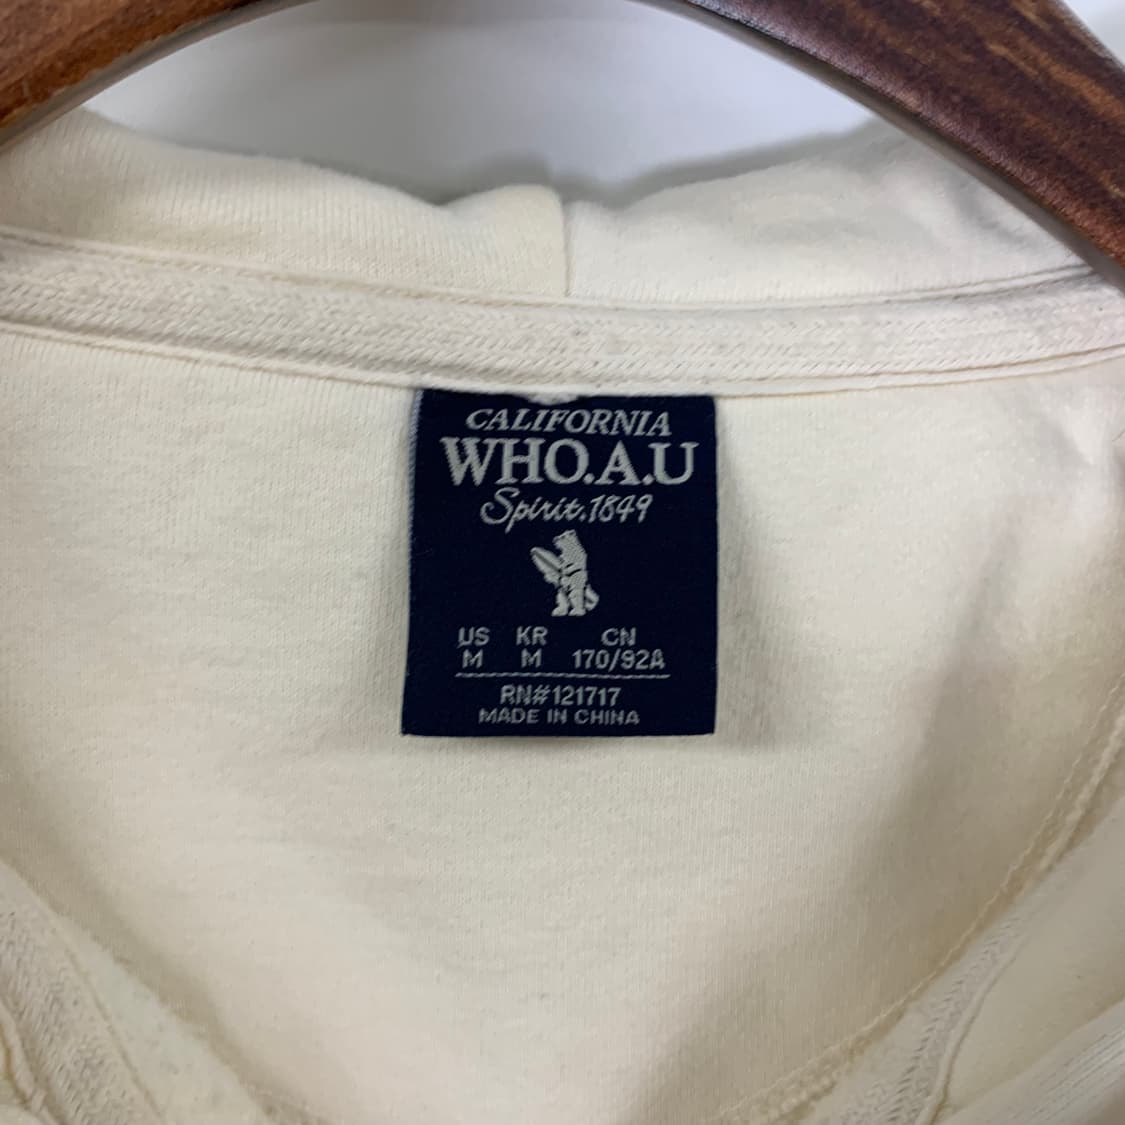 CALIFORNIA
WHO.A.U
Spirit.1849
US KR CN
M M 170/92A
RN#121717
MADE IN CHINA